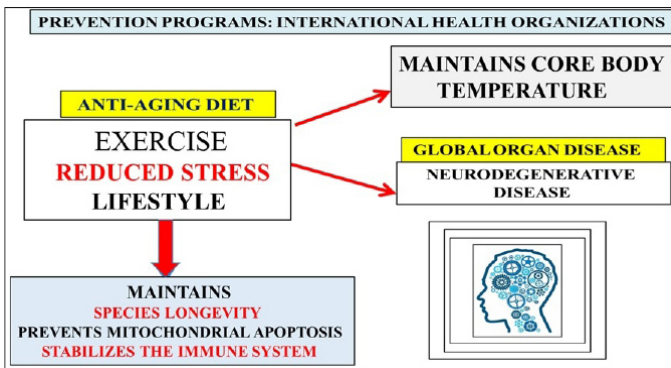 PREVENTION PROGRAMS: INTERNATIONAL HEALTH ORGANIZATIONS
MAINTAINS CORE BODY
TEMPERATURE
ANTI-AGING DIET
EXERCISE
REDUCED STRESS
LIFESTYLE
GLOBAL ORGAN DISEASE
NEURODEGENERATIVE
DISEASE
MAINTAINS
SPECIES LONGEVITY
PREVENTS MITOCHONDRIAL APOPTOSIS
STABILIZES THE IMMUNE SYSTEM